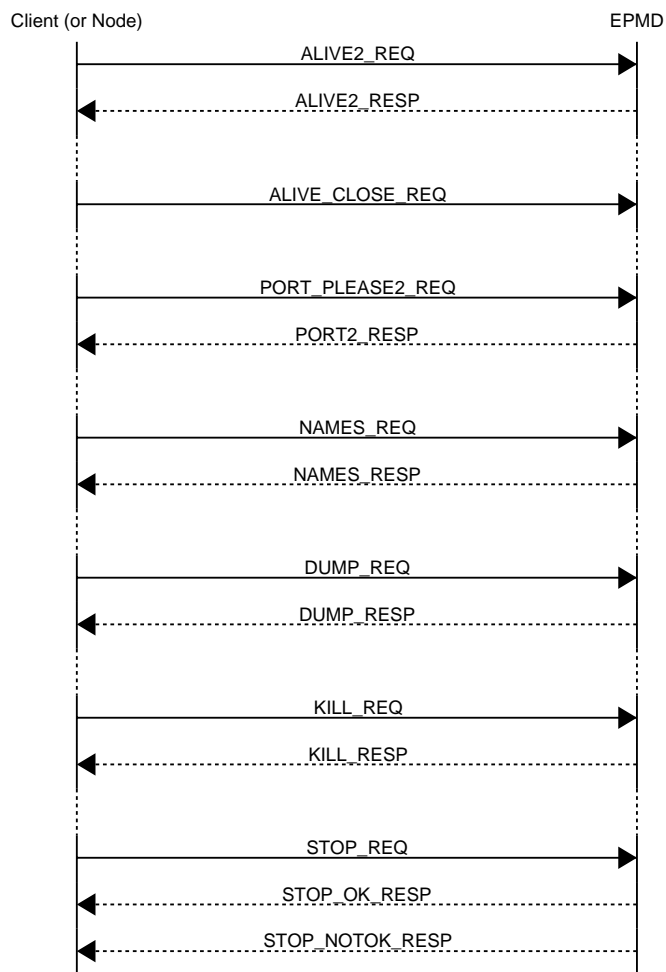 Client (or Node) EPMD
ALIVE2_REQ
ALIVE2_RESP
ALIVE_CLOSE_REQ
PORT_PLEASE2_REQ
PORT2_RESP
NAMES_REQ
NAMES_RESP
DUMP_REQ
DUMP_RESP
KILL_REQ
KILL_RESP
STOP_REQ
STOP_OK_RESP
STOP_NOTOK_RESP